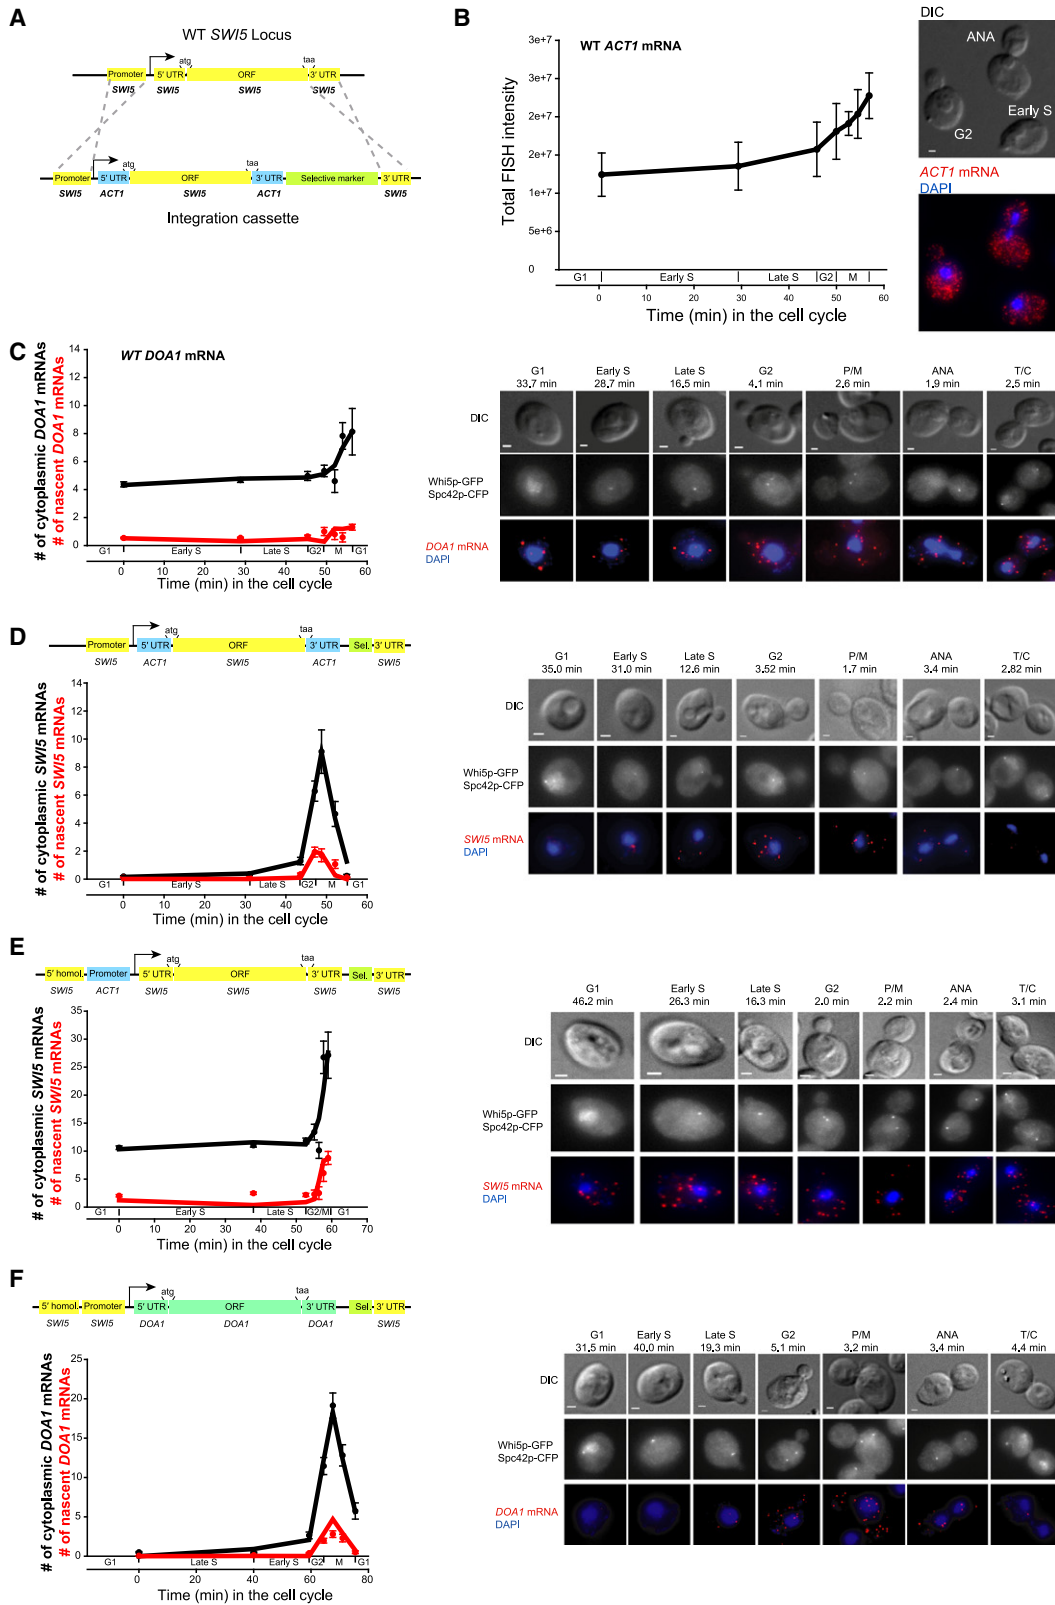 A
WT SWI5 Locus
atg
taa
Promoter 5′ UTR ORF 3′ UTR
SWI5 SWI5 SWI5 SWI5
atg
taa
Promoter 5′ UTR ORF 3′ UTR Selective marker 3′ UTR
SWI5 ACT1 SWI5 ACT1 SWI5
Integration cassette
B
WT ACT1 mRNA
Total FISH intensity
3e+7
3e+7
2e+7
2e+7
1e+7
5e+6
0
G1 Early S Late S G2 M
0 10 20 30 40 50 60
Time (min) in the cell cycle
DIC
ANA
Early S
G2
ACT1 mRNA
DAPI
C
WT DOA1 mRNA
# of cytoplasmic DOA1 mRNAs
# of nascent DOA1 mRNAs
14
12
10
8
6
4
2
0
G1 Early S Late S G2 M G1
0 10 20 30 40 50 60
Time (min) in the cell cycle
G1 Early S Late S G2 P/M ANA T/C
33.7 min 28.7 min 16.5 min 4.1 min 2.6 min 1.9 min 2.5 min
DIC
Whi5p-GFP
Spc42p-CFP
DOA1 mRNA
DAPI
D
atg
taa
Promoter 5′ UTR ORF 3′ UTR Sel. 3′ UTR
SWI5 ACT1 SWI5 ACT1 SWI5
# of cytoplasmic SWI5 mRNAs
# of nascent SWI5 mRNAs
14
12
10
8
6
4
2
0
G1 Early S Late S G2 M G1
0 10 20 30 40 50 60
Time (min) in the cell cycle
G1 Early S Late S G2 P/M ANA T/C
35.0 min 31.0 min 12.6 min 3.52 min 1.7 min 3.4 min 2.82 min
DIC
Whi5p-GFP
Spc42p-CFP
SWI5 mRNA
DAPI
E
atg
taa
5′ homol. Promoter 5′ UTR ORF 3′ UTR Sel. 3′ UTR
SWI5 ACT1 SWI5 SWI5 SWI5 SWI5
# of cytoplasmic SWI5 mRNAs
# of nascent SWI5 mRNAs
35
30
25
20
15
10
5
0
G1 Early S Late S G2/M G1
0 10 20 30 40 50 60 70
Time (min) in the cell cycle
G1 Early S Late S G2 P/M ANA T/C
46.2 min 26.3 min 16.3 min 2.0 min 2.2 min 2.4 min 3.1 min
DIC
Whi5p-GFP
Spc42p-CFP
SWI5 mRNA
DAPI
F
atg
taa
5′ homol. Promoter 5′ UTR ORF 3′ UTR Sel. 3′ UTR
SWI5 SWI5 DOA1 DOA1 DOA1 SWI5
# of cytoplasmic DOA1 mRNAs
# of nascent DOA1 mRNAs
25
20
15
10
5
0
G1 Late S Early S G2 M G1
0 20 40 60 80
Time (min) in the cell cycle
G1 Early S Late S G2 P/M ANA T/C
31.5 min 40.0 min 19.3 min 5.1 min 3.2 min 3.4 min 4.4 min
DIC
Whi5p-GFP
Spc42p-CFP
DOA1 mRNA
DAPI